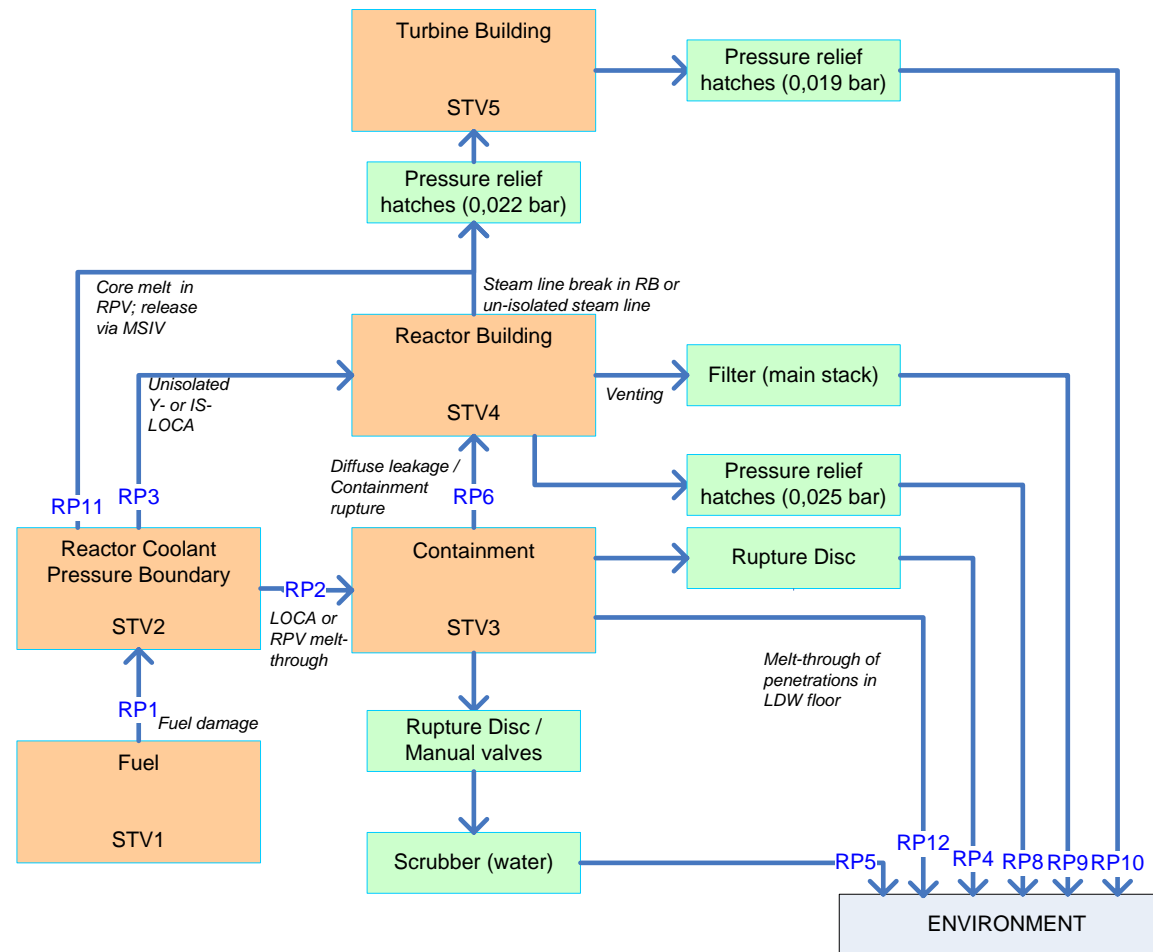 Turbine Building
STV5
Pressure relief
hatches (0,019 bar)
Pressure relief
hatches (0,022 bar)
Core melt in
RPV; release
via MSIV
Steam line break in RB or
un-isolated steam line
Reactor Building
STV4
Filter (main stack)
Venting
Unisolated
Y- or IS-
LOCA
Diffuse leakage /
Containment
rupture
Pressure relief
hatches (0,025 bar)
RP11
RP3
RP6
Reactor Coolant
Pressure Boundary
STV2
RP2
LOCA or
RPV melt-
through
Containment
STV3
Rupture Disc
Melt-through of
penetrations in
LDW floor
RP1
Fuel damage
Fuel
STV1
Rupture Disc /
Manual valves
Scrubber (water)
RP5
RP12
RP4
RP8
RP9
RP10
ENVIRONMENT